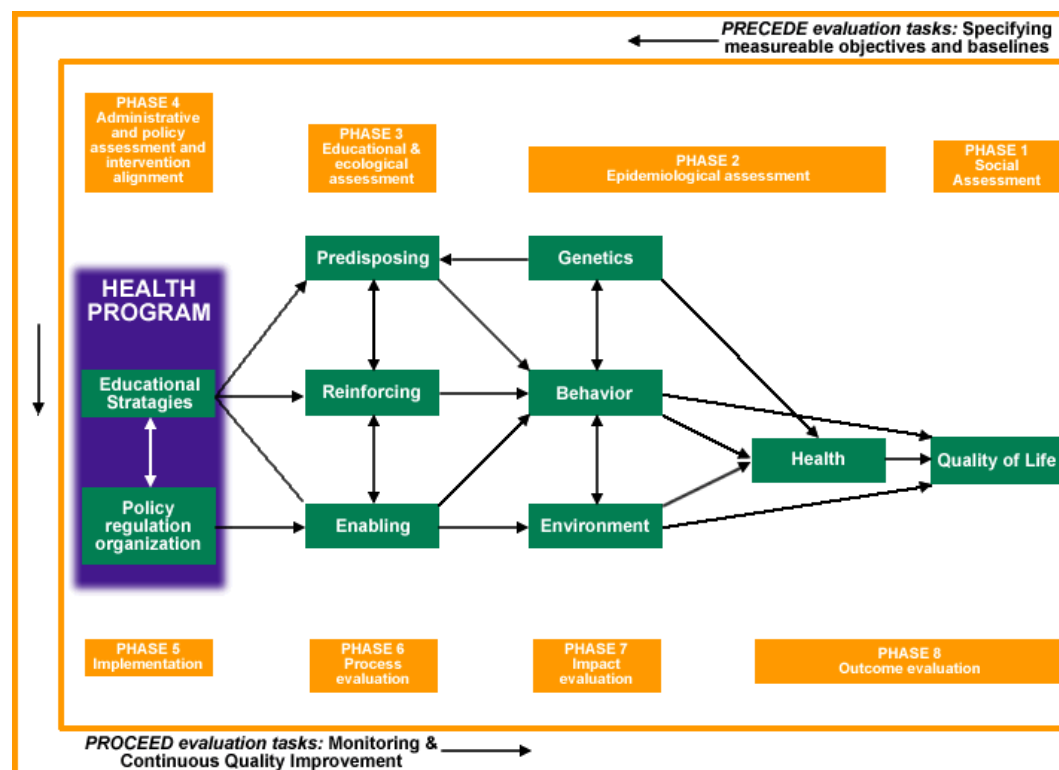 PRECEDE evaluation tasks: Specifying
measureable objectives and baselines
PHASE 4
Administrative
and policy
assessment and
intervention
alignment
PHASE 3
Educational &
ecological
assessment
PHASE 2
Epidemiological assessment
PHASE 1
Social
Assessment
Predisposing
Genetics
HEALTH
PROGRAM
Educational
Stratagies
Reinforcing
Behavior
Health
Quality of Life
Policy
regulation
organization
Enabling
Environment
PHASE 5
Implementation
PHASE 6
Process
evaluation
PHASE 7
Impact
evaluation
PHASE 8
Outcome evaluation
PROCEED evaluation tasks: Monitoring &
Continuous Quality Improvement